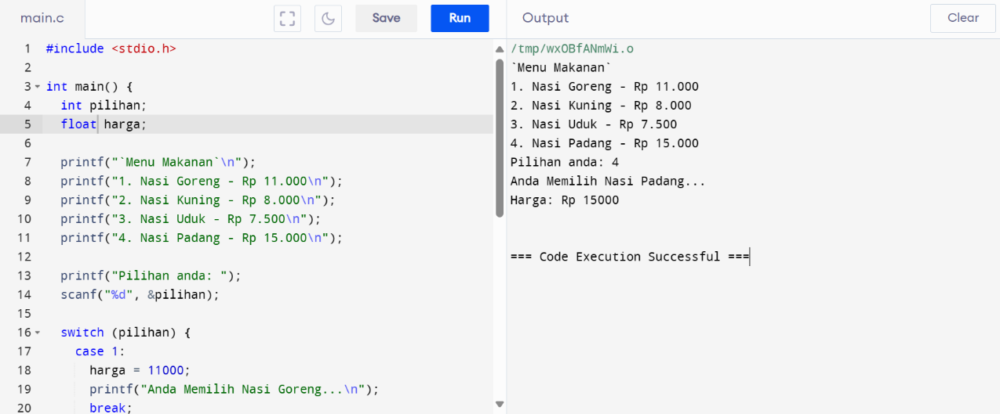 main.c
Save
Run
Output
Clear
1 #include <stdio.h>
2
3 int main() {
4 int pilihan;
5 float harga;
6
7 printf("`Menu Makanan`\n");
8 printf("1. Nasi Goreng - Rp 11.000\n");
9 printf("2. Nasi Kuning - Rp 8.000\n");
10 printf("3. Nasi Uduk - Rp 7.500\n");
11 printf("4. Nasi Padang - Rp 15.000\n");
12
13 printf("Pilihan anda: ");
14 scanf("%d", &pilihan);
15
16 switch (pilihan) {
17 case 1:
18 harga = 11000;
19 printf("Anda Memilih Nasi Goreng...\n");
20 break;
/tmp/wxOBfANmWi.o
`Menu Makanan`
1. Nasi Goreng - Rp 11.000
2. Nasi Kuning - Rp 8.000
3. Nasi Uduk - Rp 7.500
4. Nasi Padang - Rp 15.000
Pilihan anda: 4
Anda Memilih Nasi Padang...
Harga: Rp 15000
=== Code Execution Successful ===